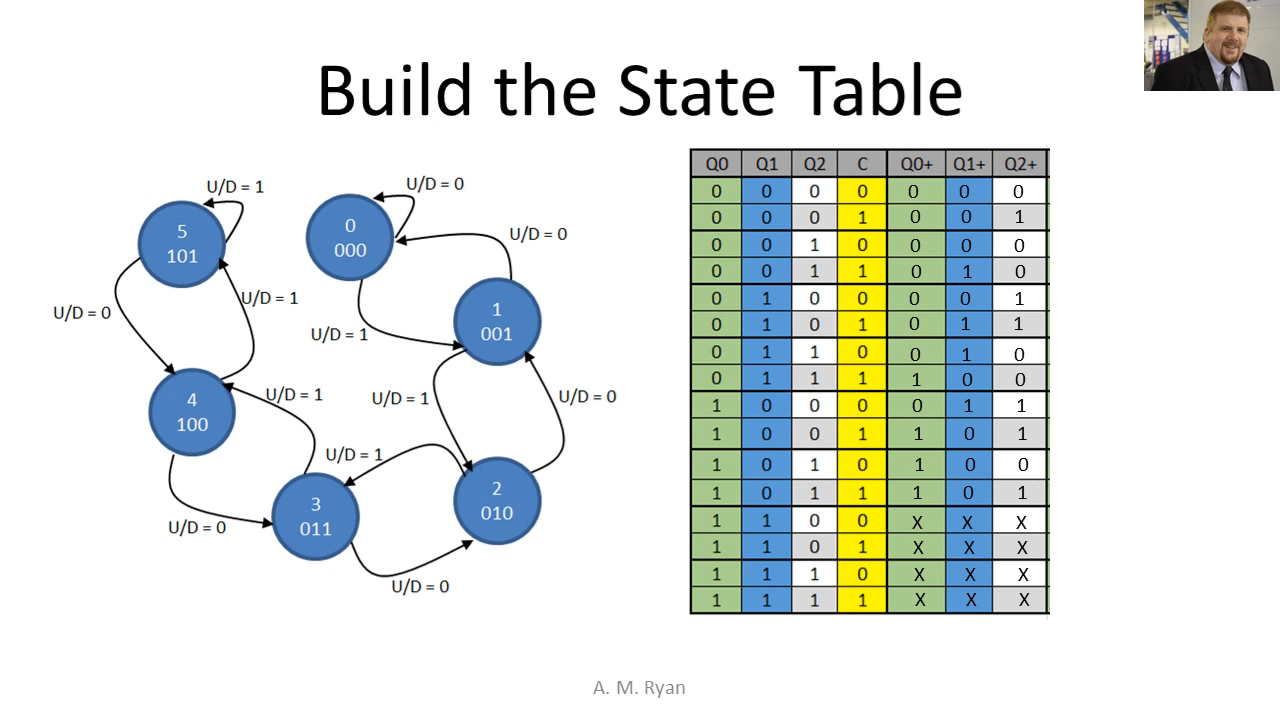 Build the State Table
U/D = 1
5
101
U/D = 0
U/D = 1
4
100
U/D = 0
U/D = 1
3
011
U/D = 1
U/D = 0
2
010
U/D = 0
U/D = 1
1
001
U/D = 1
U/D = 0
0
000
U/D = 0
Q0 Q1 Q2 C Q0+ Q1+ Q2+
0 0 0 0 0 0 0
0 0 0 1 0 0 1
0 0 1 0 0 0 0
0 0 1 1 0 1 0
0 1 0 0 0 0 1
0 1 0 1 0 1 1
0 1 1 0 0 1 0
0 1 1 1 1 0 0
1 0 0 0 0 1 1
1 0 0 1 1 0 1
1 0 1 0 1 0 0
1 0 1 1 1 0 1
1 1 0 0 X X X
1 1 0 1 X X X
1 1 1 0 X X X
1 1 1 1 X X X
A. M. Ryan